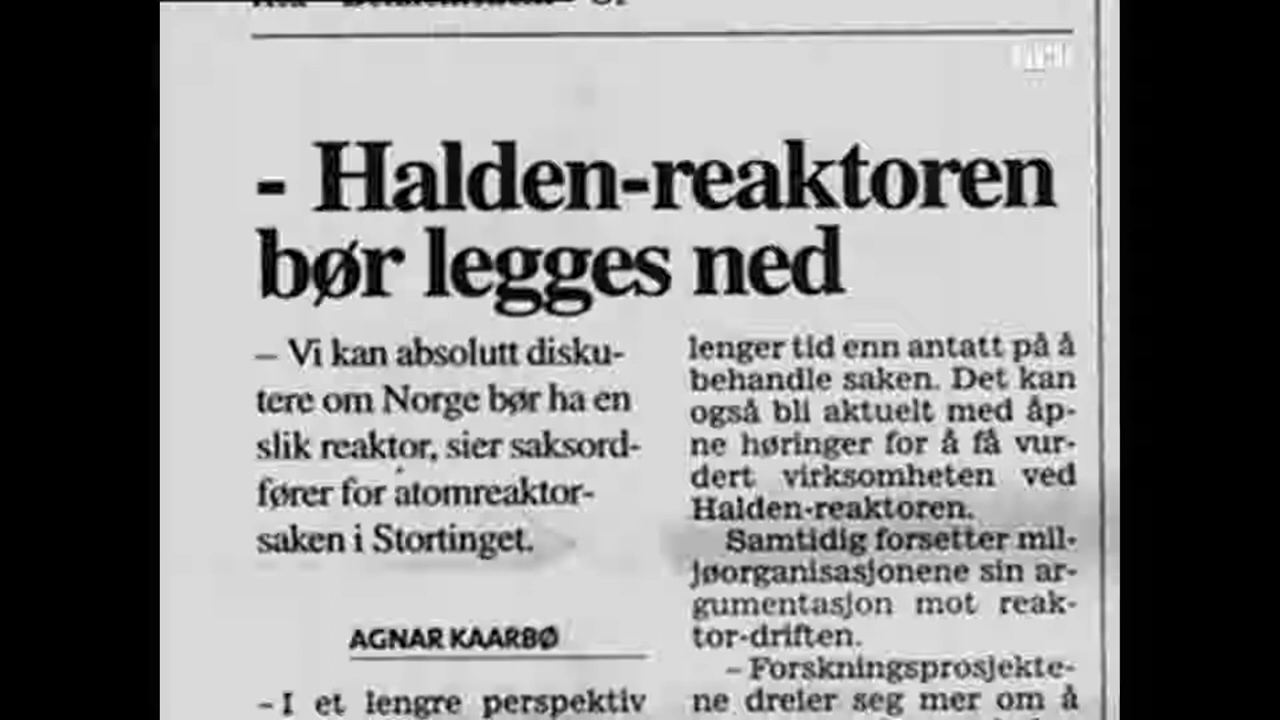 - Halden-reaktoren
bør legges ned
– Vi kan absolutt disku-
tere om Norge bør ha en
slik reaktor, sier saksord-
fører for atomreaktor-
saken i Stortinget.
AGNAR KAARBØ
– I et lengre perspektiv
lenger tid enn antatt på å
behandle saken. Det kan
også bli aktuelt med åp-
ne høringer for å få vur-
dert virksomheten ved
Halden-reaktoren.
Samtidig forsetter mil-
jøorganisasjonene sin ar-
gumentasjon mot reak-
tor-driften.
– Forskningsprosjekte-
ne dreier seg mer om å